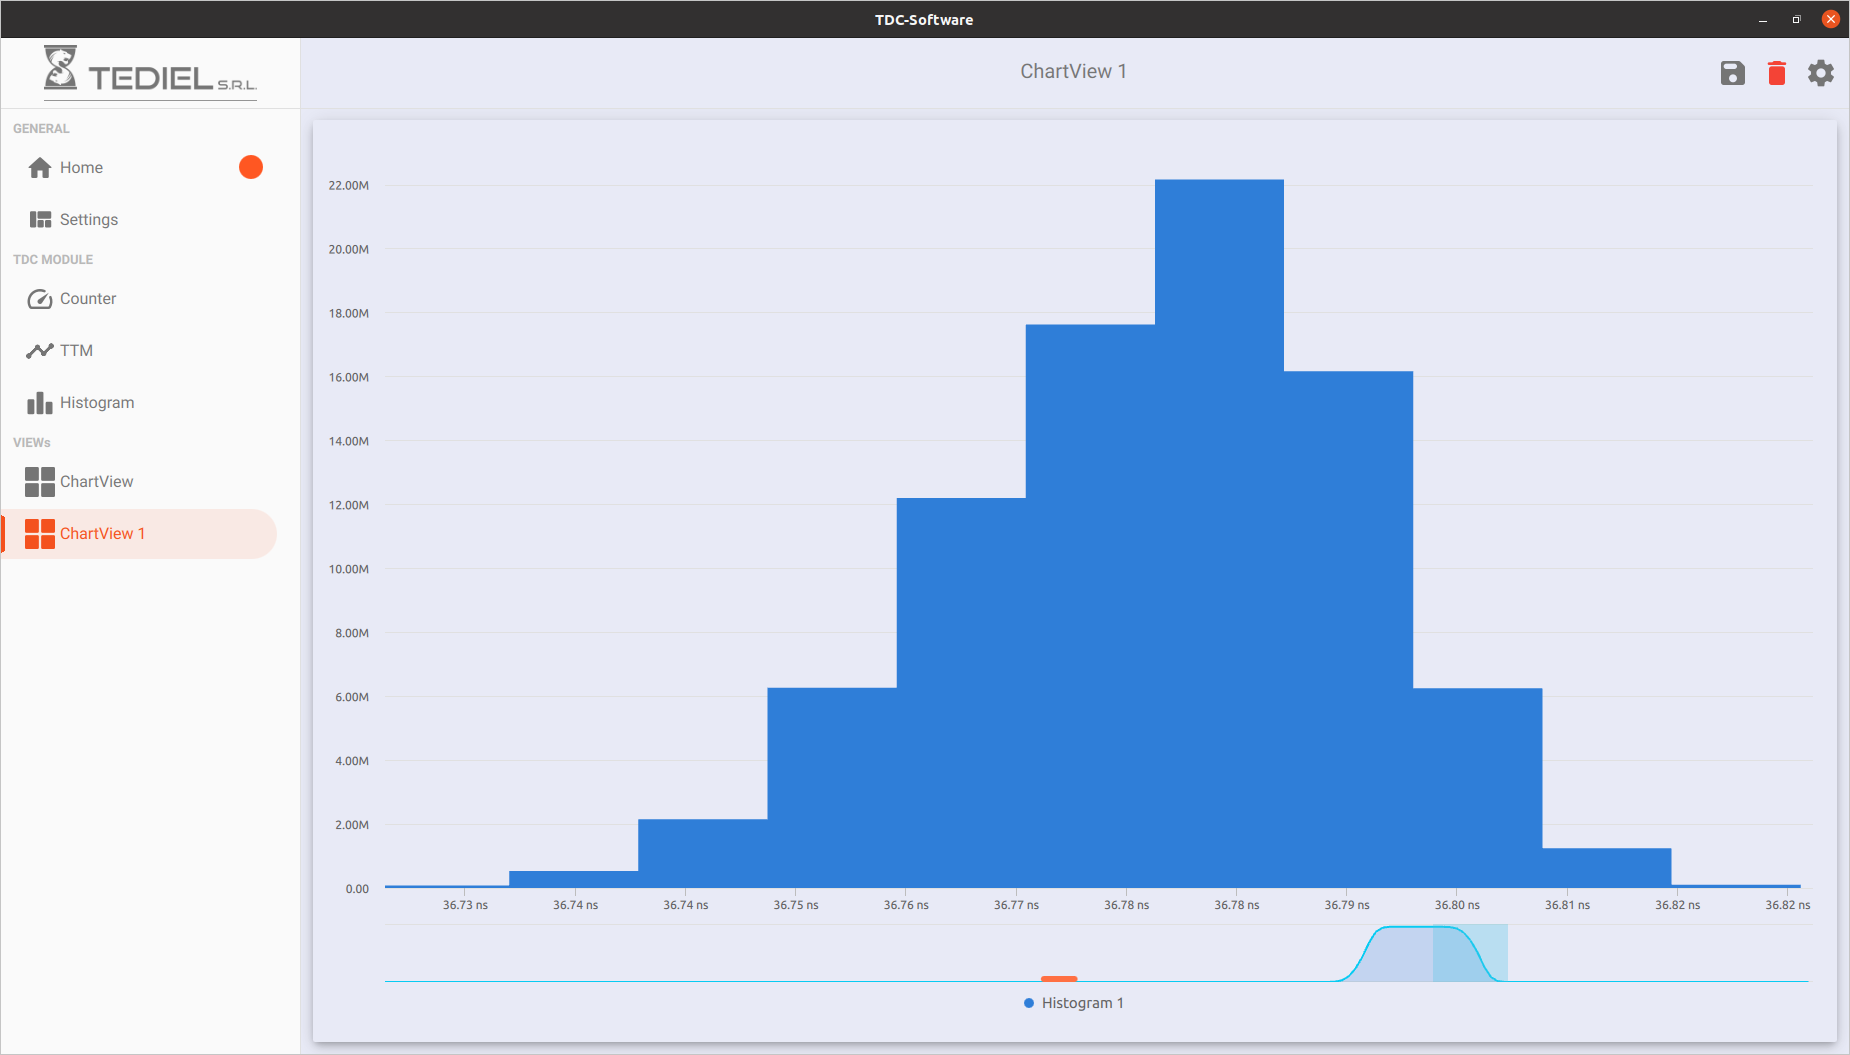 TDC-Software
TEDIEL S.R.L.
ChartView 1
GENERAL
Home
Settings
TDC MODULE
Counter
TTM
Histogram
VIEWs
ChartView
ChartView 1
22.00M
20.00M
18.00M
16.00M
14.00M
12.00M
10.00M
8.00M
6.00M
4.00M
2.00M
0.00
36.73 ns 36.74 ns 36.74 ns 36.75 ns 36.76 ns 36.77 ns 36.78 ns 36.78 ns 36.79 ns 36.80 ns 36.81 ns 36.82 ns 36.82 ns
Histogram 1